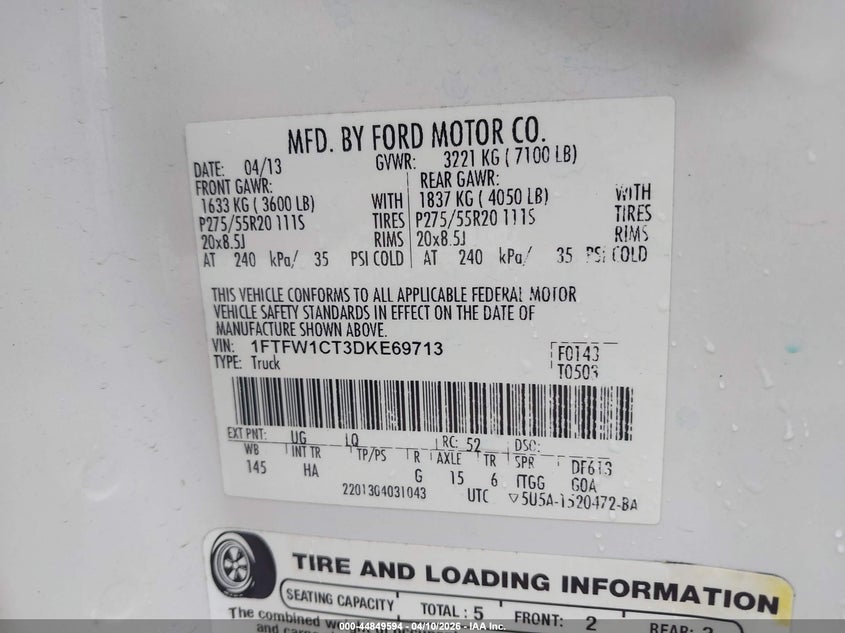 MFD. BY FORD MOTOR CO.
DATE: 04/13 GVWR: 3221 KG ( 7100 LB)
FRONT GAWR: REAR GAWR:
1633 KG ( 3600 LB) WITH 1837 KG ( 4050 LB) WITH
P275/55R20 111S TIRES P275/55R20 111S TIRES
20x8.5J RIMS 20x8.5J RIMS
AT 240 kPa/ 35 PSI COLD AT 240 kPa/ 35 PSI COLD
THIS VEHICLE CONFORMS TO ALL APPLICABLE FEDERAL MOTOR
VEHICLE SAFETY STANDARDS IN EFFECT ON THE DATE OF
MANUFACTURE SHOWN ABOVE.
VIN: 1FTFW1CT3DKE69713 F0143
TYPE: Truck T0503
EXT PNT: UG RC: 52 DSO:
WB INT TR TP/PS R AXLE TR SPR DF613
145 HA G 15 6 TTGG GOA
2201304031043 UTC ▽5U5A-1520472-BA
TIRE AND LOADING INFORMATION
SEATING CAPACITY TOTAL : 5 FRONT: 2 REAR:
The combined
000-44849594 - 04/10/2026 - IAA Inc.